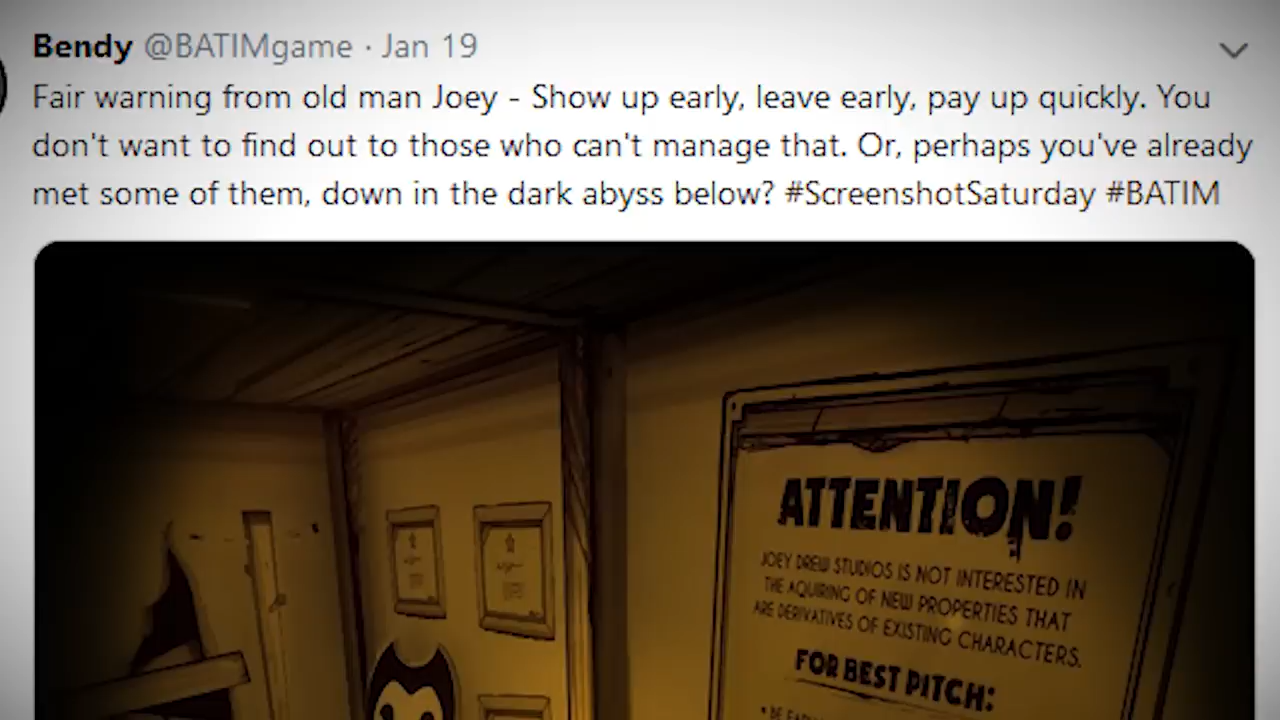 Bendy @BATIMgame · Jan 19
Fair warning from old man Joey - Show up early, leave early, pay up quickly. You
don't want to find out to those who can't manage that. Or, perhaps you've already
met some of them, down in the dark abyss below? #ScreenshotSaturday #BATIM
ATTENTION!
JOEY DREW STUDIOS IS NOT INTERESTED IN
THE AQUIRING OF NEW PROPERTIES THAT
ARE DERIVATIVES OF EXISTING CHARACTERS.
FOR BEST PITCH:
• BE